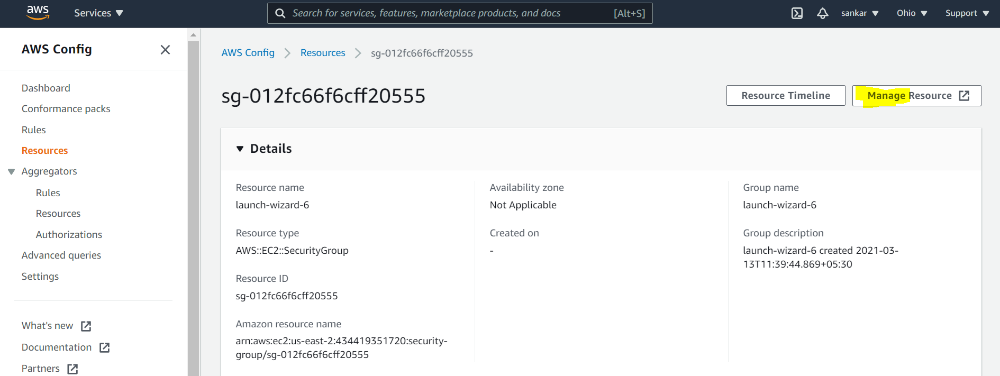 aws
Services
Search for services, features, marketplace products, and docs [Alt+S]
sankar
Ohio
Support
AWS Config
Dashboard
Conformance packs
Rules
Resources
Aggregators
Rules
Resources
Authorizations
Advanced queries
Settings
What's new
Documentation
Partners
AWS Config > Resources > sg-012fc66f6cff20555
sg-012fc66f6cff20555
Resource Timeline
Manage Resource
Details
Resource name
launch-wizard-6
Resource type
AWS::EC2::SecurityGroup
Resource ID
sg-012fc66f6cff20555
Amazon resource name
arn:aws:ec2:us-east-2:434419351720:security-
group/sg-012fc66f6cff20555
Availability zone
Not Applicable
Created on
-
Group name
launch-wizard-6
Group description
launch-wizard-6 created 2021-03-
13T11:39:44.869+05:30